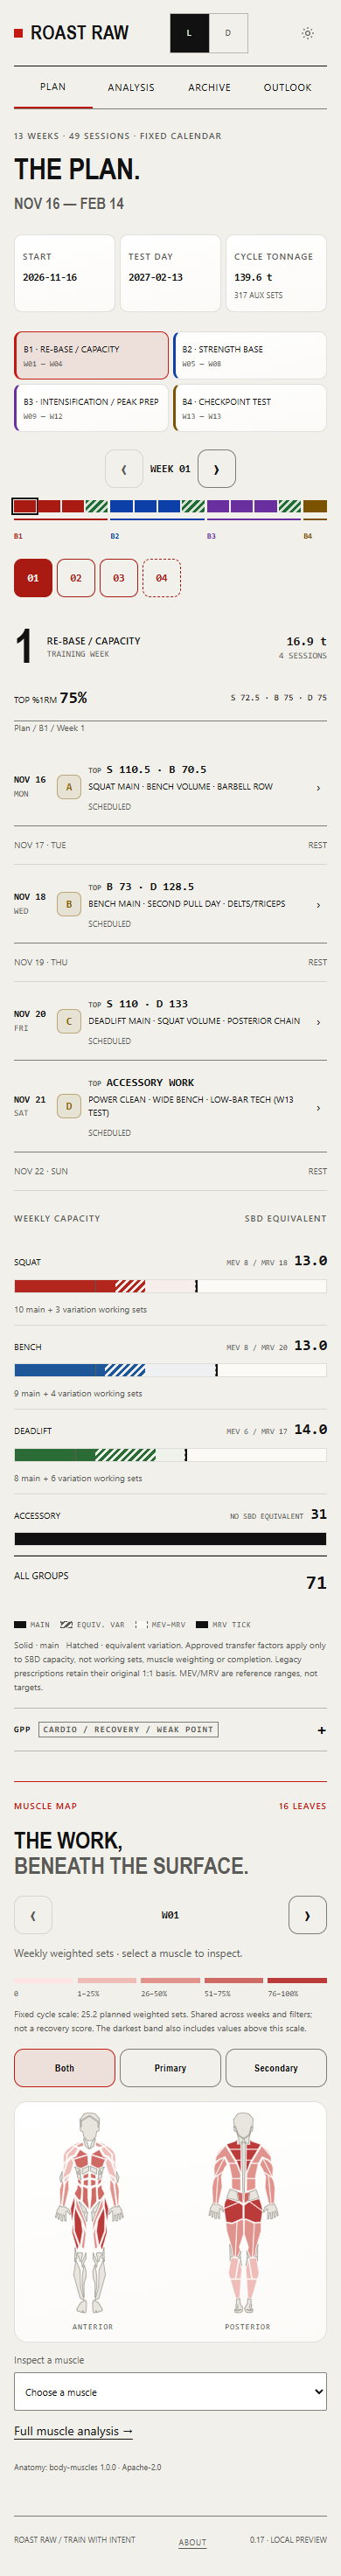 ROAST RAW
L D
PLAN ANALYSIS ARCHIVE OUTLOOK
13 WEEKS · 49 SESSIONS · FIXED CALENDAR
THE PLAN.
NOV 16 — FEB 14
START TEST DAY CYCLE TONNAGE
2026-11-16 2027-02-13 139.6 t
317 AUX SETS
B1 · RE-BASE / CAPACITY B2 · STRENGTH BASE
W01 — W04 W05 — W08
B3 · INTENSIFICATION / PEAK PREP B4 · CHECKPOINT TEST
W09 — W12 W13 — W13
‹ WEEK 01 ›
B1 B2 B3 B4
01 02 03 04
1 RE-BASE / CAPACITY 16.9 t
TRAINING WEEK 4 SESSIONS
TOP %1RM 75% S 72.5 · B 75 · D 75
Plan / B1 / Week 1
TOP S 110.5 · B 70.5
NOV 16 A SQUAT MAIN · BENCH VOLUME · BARBELL ROW ›
MON
SCHEDULED
NOV 17 · TUE REST
TOP B 73 · D 128.5
NOV 18 B BENCH MAIN · SECOND PULL DAY · DELTS/TRICEPS ›
WED
SCHEDULED
NOV 19 · THU REST
TOP S 110 · D 133
NOV 20 C DEADLIFT MAIN · SQUAT VOLUME · POSTERIOR CHAIN ›
FRI
SCHEDULED
TOP ACCESSORY WORK
NOV 21 D POWER CLEAN · WIDE BENCH · LOW-BAR TECH (W13 ›
SAT TEST)
SCHEDULED
NOV 22 · SUN REST
WEEKLY CAPACITY SBD EQUIVALENT
SQUAT MEV 8 / MRV 18 13.0
10 main + 3 variation working sets
BENCH MEV 8 / MRV 20 13.0
9 main + 4 variation working sets
DEADLIFT MEV 6 / MRV 17 14.0
8 main + 6 variation working sets
ACCESSORY NO SBD EQUIVALENT 31
ALL GROUPS 71
MAIN EQUIV. VAR MEV–MRV MRV TICK
Solid · main Hatched · equivalent variation. Approved transfer factors apply only
to SBD capacity, not working sets, muscle weighting or completion. Legacy
prescriptions retain their original 1:1 basis. MEV/MRV are reference ranges, not
targets.
GPP CARDIO / RECOVERY / WEAK POINT +
MUSCLE MAP 16 LEAVES
THE WORK,
BENEATH THE SURFACE.
‹ W01 ›
Weekly weighted sets · select a muscle to inspect.
0 1–25% 26–50% 51–75% 76–100%
Fixed cycle scale: 25.2 planned weighted sets. Shared across weeks and filters;
not a recovery score. The darkest band also includes values above this scale.
Both Primary Secondary
ANTERIOR POSTERIOR
Inspect a muscle
Choose a muscle
Full muscle analysis →
Anatomy: body-muscles 1.0.0 · Apache-2.0
ROAST RAW / TRAIN WITH INTENT ABOUT 0.17 · LOCAL PREVIEW